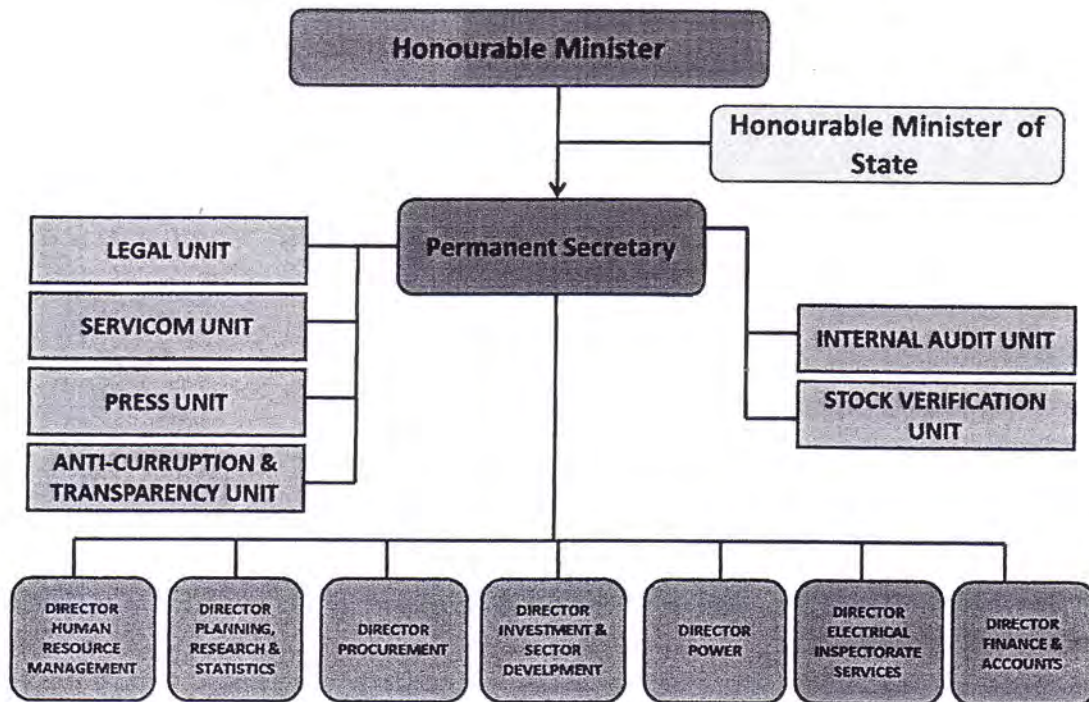 Honourable Minister
Honourable Minister of
State
Permanent Secretary
LEGAL UNIT
SERVICOM UNIT
PRESS UNIT
ANTI-CURRUPTION &
TRANSPARENCY UNIT
INTERNAL AUDIT UNIT
STOCK VERIFICATION
UNIT
DIRECTOR
HUMAN
RESOURCE
MANAGEMENT
DIRECTOR
PLANNING,
RESEARCH &
STATISTICS
DIRECTOR
PROCUREMENT
DIRECTOR
INVESTMENT &
SECTOR
DEVELPMENT
DIRECTOR
POWER
DIRECTOR
ELECTRICAL
INSPECTORATE
SERVICES
DIRECTOR
FINANCE &
ACCOUNTS